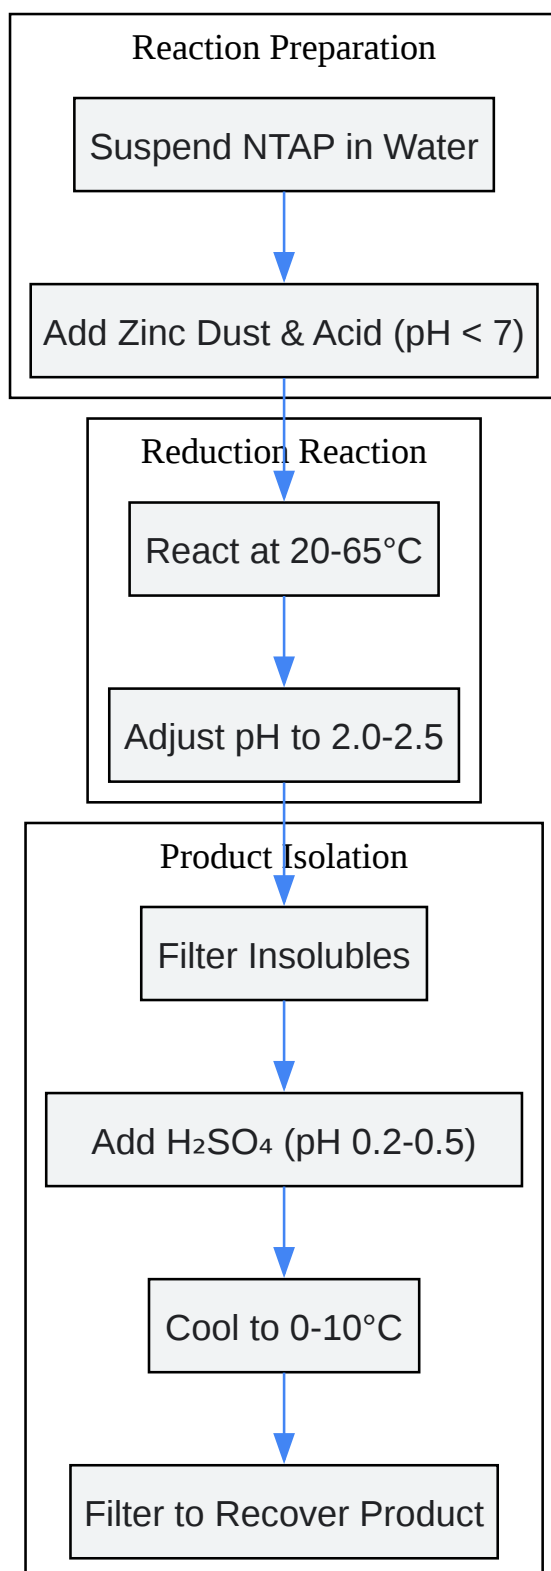 Reaction Preparation
Suspend NTAP in Water
Add Zinc Dust & Acid (pH < 7)
Reduction Reaction
React at 20-65°C
Adjust pH to 2.0-2.5
Product Isolation
Filter Insolubles
Add H₂SO₄ (pH 0.2-0.5)
Cool to 0-10°C
Filter to Recover Product